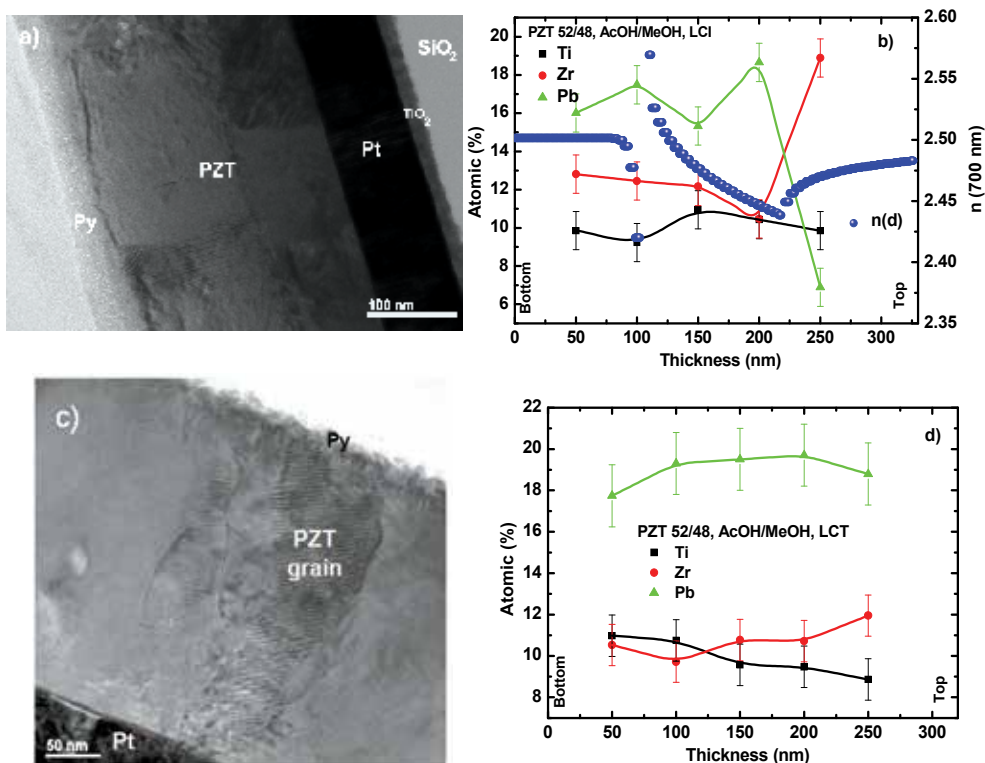 a)
SiO2
TiO2
Pt
PZT
Py
100 nm
b)
PZT 52/48, AcOH/MeOH, LCI
Ti
Zr
Pb
n(d)
Atomic (%)
20
18
16
14
12
10
8
6
2.60
2.55
2.50
2.45
2.40
2.35
n (700 nm)
Bottom
Top
0 50 100 150 200 250 300
Thickness (nm)
c)
Py
PZT
grain
50 nm
Pt
d)
22
20
18
16
14
12
10
8
Atomic (%)
PZT 52/48, AcOH/MeOH, LCT
Ti
Zr
Pb
Bottom
Top
0 50 100 150 200 250 300
Thickness (nm)